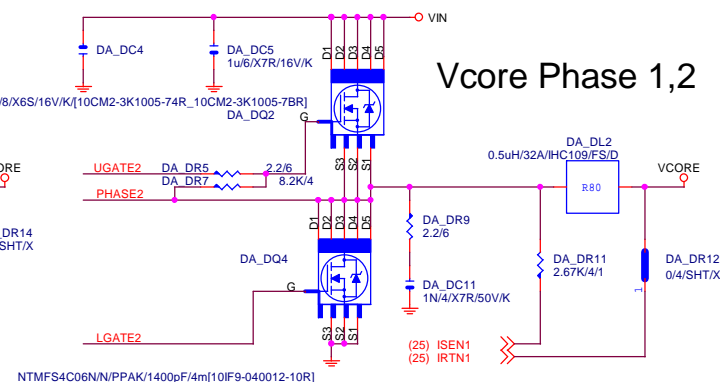 VIN
DA_DC4
DA_DC5
1u/6/X7R/16V/K
D1
D2
D3
D4
D5
Vcore Phase 1,2
/8/X6S/16V/K/[10CM2-3K1005-74R_10CM2-3K1005-7BR]
DA_DQ2
G
S3
S2
S1
DA_DL2
0.5uH/32A/IHC109/FS/D
R80
VCORE
ORE
UGATE2
DA_DR5
2.2/6
DA_DR7
8.2K/4
PHASE2
D1
D2
D3
D4
D5
DA_DQ4
G
S3
S2
S1
LGATE2
DA_DR9
2.2/6
DA_DC11
1N/4/X7R/50V/K
DA_DR11
2.67K/4/1
DA_DR12
0/4/SHT/X
1
_DR14
SHT/X
(25) ISEN1
(25) IRTN1
NTMFS4C06N/N/PPAK/1400pF/4m[10IF9-040012-10R]